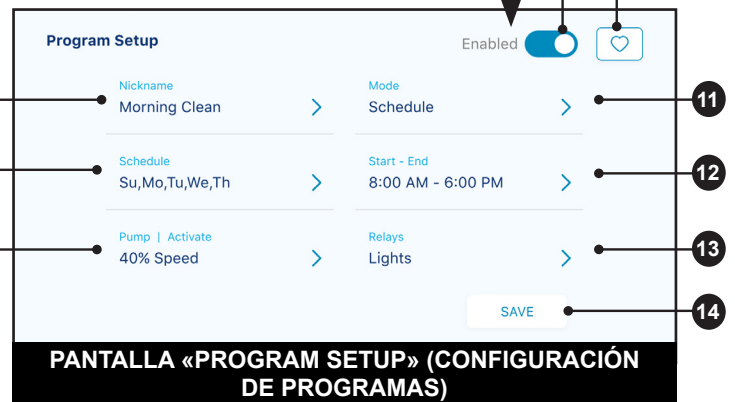 Program Setup
Enabled
Nickname
Morning Clean
Mode
Schedule
11
Schedule
Su,Mo,Tu,We,Th
Start - End
8:00 AM - 6:00 PM
12
Pump | Activate
40% Speed
Relays
Lights
13
SAVE
14
PANTALLA «PROGRAM SETUP» (CONFIGURACIÓN
DE PROGRAMAS)